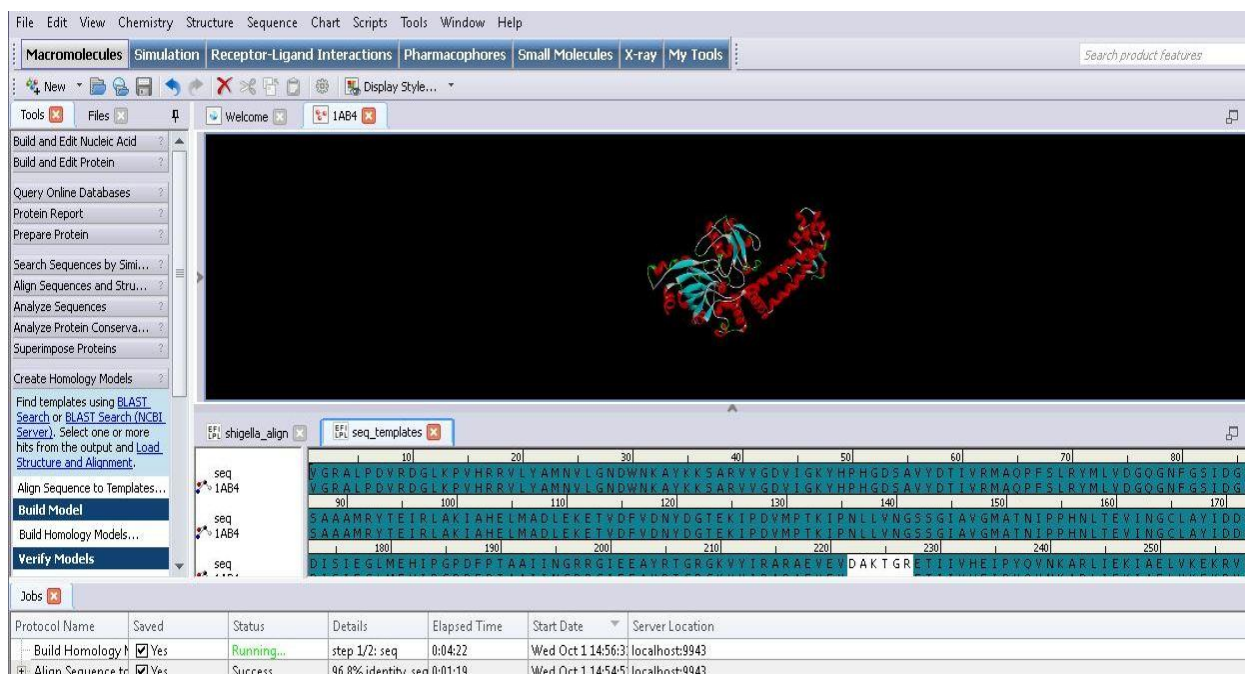 File Edit View Chemistry Structure Sequence Chart Scripts Tools Window Help
Macromolecules Simulation Receptor-Ligand Interactions Pharmacophores Small Molecules X-ray My Tools Search product features
New Display Style...
Tools Files Welcome 1AB4
Build and Edit Nucleic Acid ?
Build and Edit Protein ?
Query Online Databases ?
Protein Report ?
Prepare Protein ?
Search Sequences by Simi... ?
Align Sequences and Stru... ?
Analyze Sequences ?
Analyze Protein Conserva... ?
Superimpose Proteins ?
Create Homology Models ?
Find templates using BLAST
Search or BLAST Search (NCBI
Server). Select one or more
hits from the output and Load
Structure and Alignment.
Align Sequence to Templates...
Build Model
Build Homology Models...
Verify Models
shigella_align seq_templates
10 20 30 40 50 60 70 80
seq VGRALPDVRDGLKPVHRRVLYAMNVLGNDWNKAYKKSARVVGDVIGKYHPHGDSAVYDTIVRMAQPFSLRYMLVDGQGNFGSIDG
1AB4 VGRALPDVRDGLKPVHRRVLYAMNVLGNDWNKAYKKSARVVGDVIGKYHPHGDSAVYDTIVRMAQPFSLRYMLVDGQGNFGSIDG
90 100 110 120 130 140 150 160 170
seq SAAAMRYTEIRLAKIAHELMADLEKETVDFVDNYDGTEKIPDVMPTKIPNLLVNGSSGIAVGMATNIPPHNLTEVINGCLAYIDD
1AB4 SAAAMRYTEIRLAKIAHELMADLEKETVDFVDNYDGTEKIPDVMPTKIPNLLVNGSSGIAVGMATNIPPHNLTEVINGCLAYIDD
180 190 200 210 220 230 240 250
seq DISIEGLMEHIPGPDFPTAAIINGRRGIEEAYRTGRGKVYIRARAEVEVDAKTGRETIIVHEIPYQVNKARLIEKIAELVKEKRV
Jobs
Protocol Name Saved Status Details Elapsed Time Start Date Server Location
Build Homology Yes Running... step 1/2: seq 0:04:22 Wed Oct 1 14:56:3 localhost:9943
Align Sequence to Yes Success 96.8% identity, seq 0:01:19 Wed Oct 1 14:54:5 localhost:9943